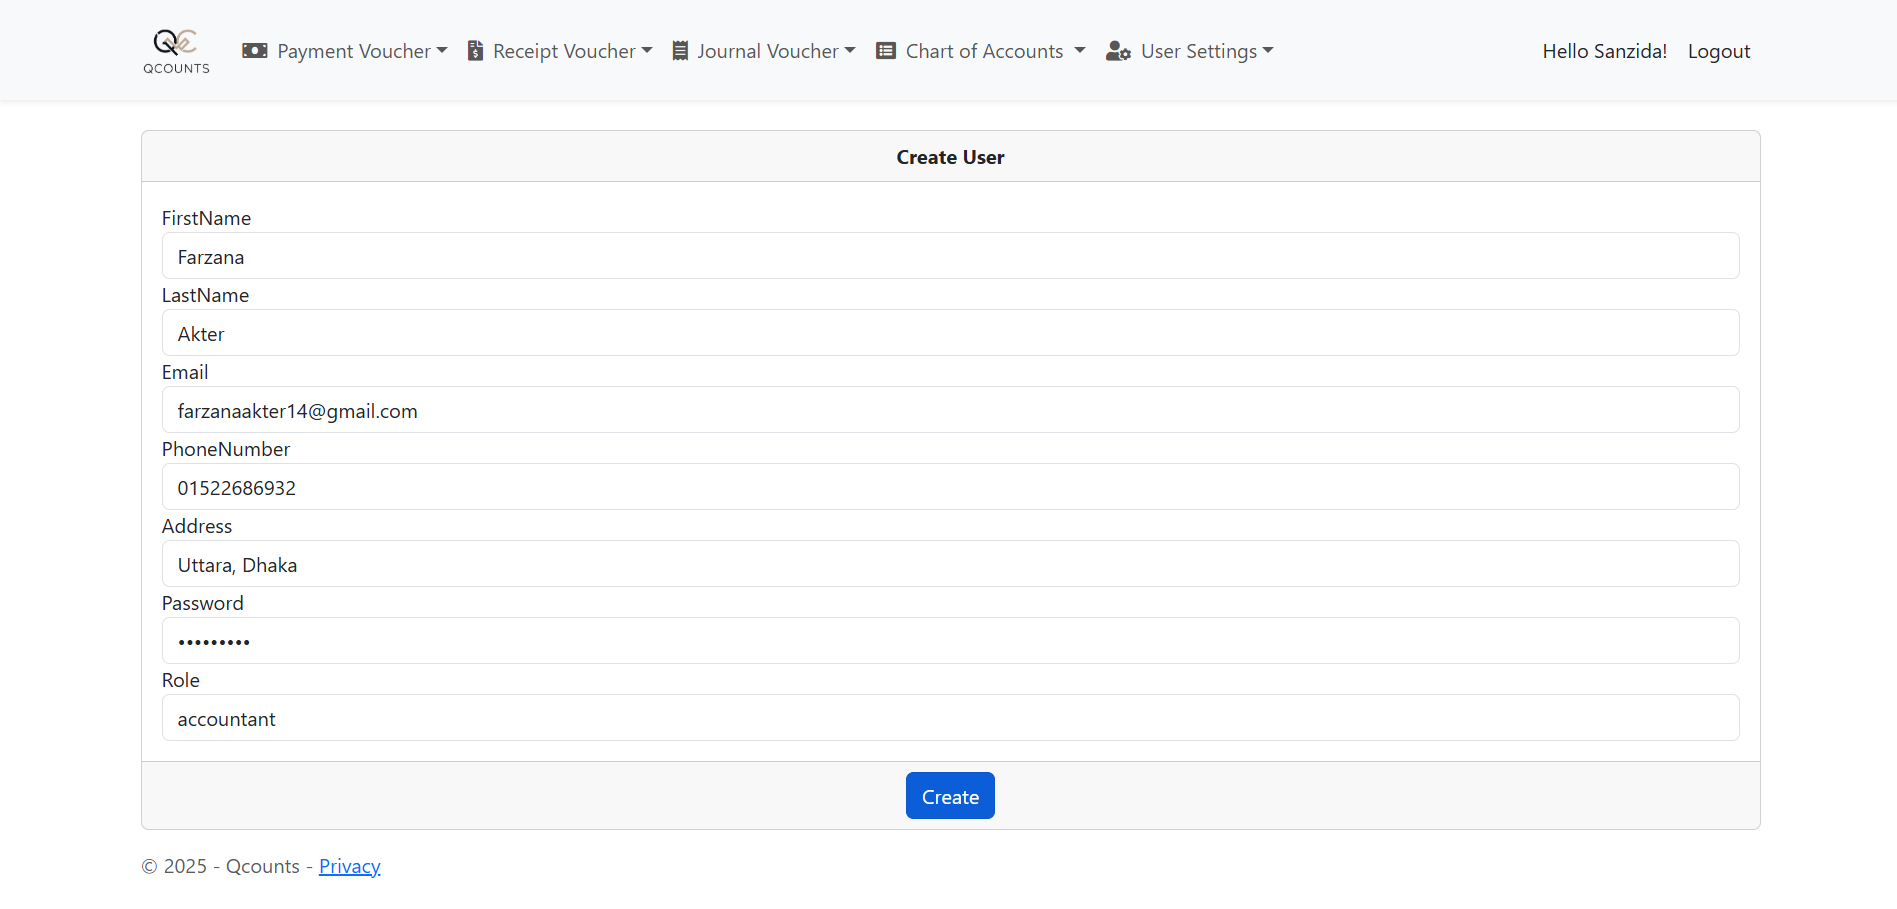 QC
QCOUNTS
Payment Voucher
Receipt Voucher
Journal Voucher
Chart of Accounts
User Settings
Hello Sanzida!
Logout
Create User
FirstName
Farzana
LastName
Akter
Email
farzanaakter14@gmail.com
PhoneNumber
01522686932
Address
Uttara, Dhaka
Password
•••••••••
Role
accountant
Create
© 2025 - Qcounts - Privacy